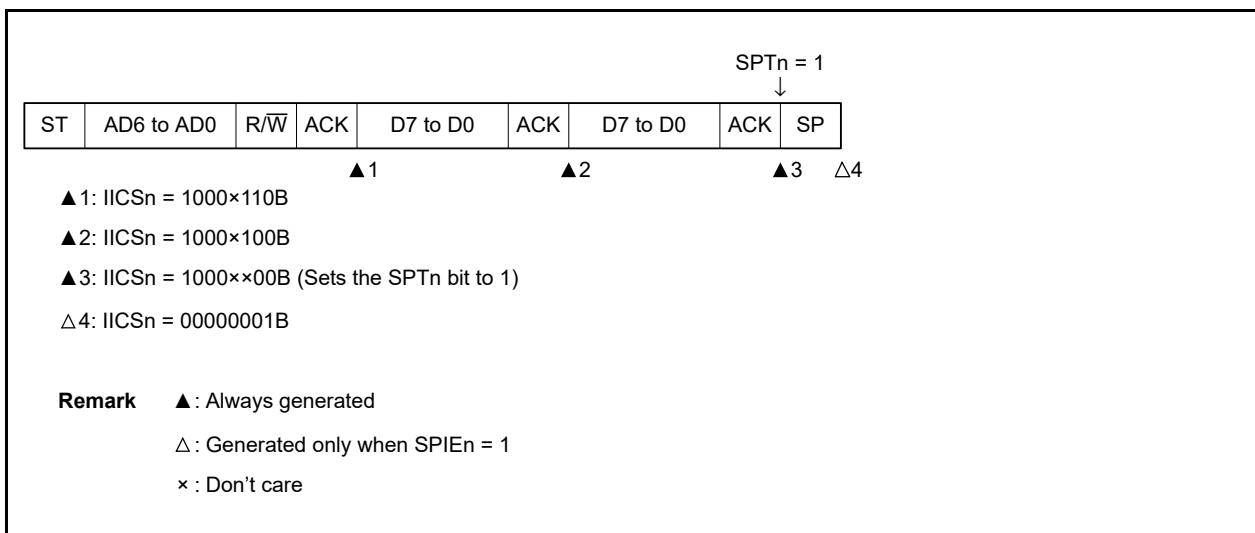 SPTn = 1
↓
ST AD6 to AD0 R/W̅ ACK D7 to D0 ACK D7 to D0 ACK SP
▲1 ▲2 ▲3 △4
▲1: IICSn = 1000×110B
▲2: IICSn = 1000×100B
▲3: IICSn = 1000××00B (Sets the SPTn bit to 1)
△4: IICSn = 00000001B
Remark ▲: Always generated
△: Generated only when SPIEn = 1
×: Don’t care